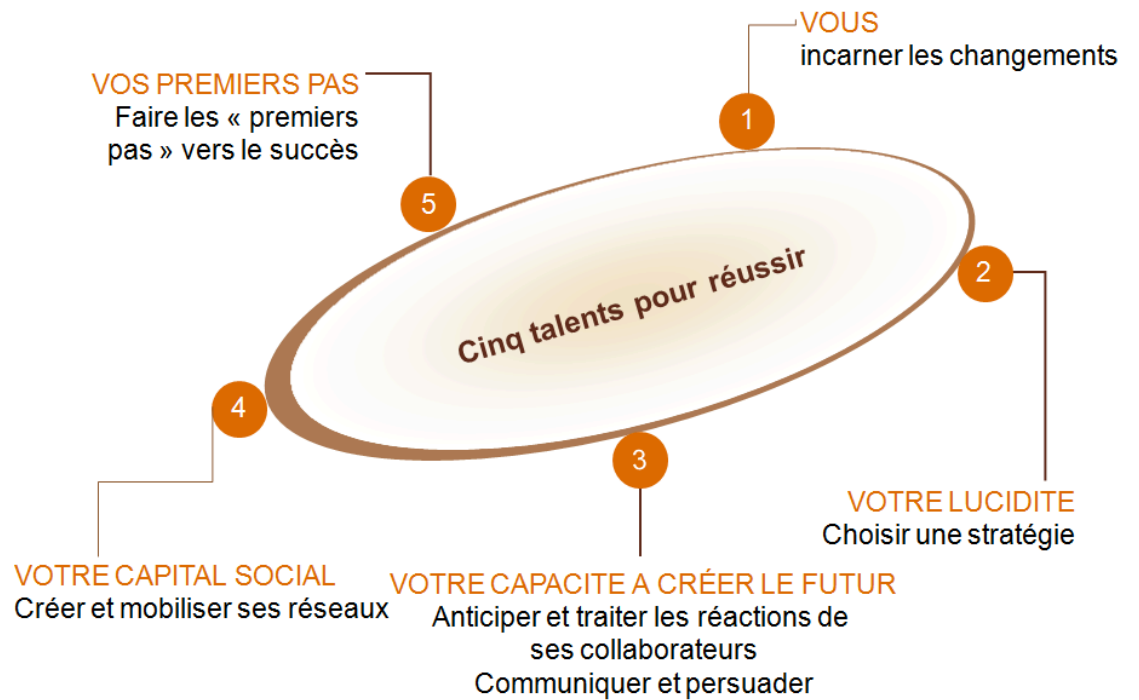 VOUS
incarner les changements
1
VOS PREMIERS PAS
Faire les « premiers
pas » vers le succès
5
2
Cinq talents pour réussir
4
3
VOTRE LUCIDITE
Choisir une stratégie
VOTRE CAPITAL SOCIAL
Créer et mobiliser ses réseaux
VOTRE CAPACITE A CRÉER LE FUTUR
Anticiper et traiter les réactions de
ses collaborateurs
Communiquer et persuader